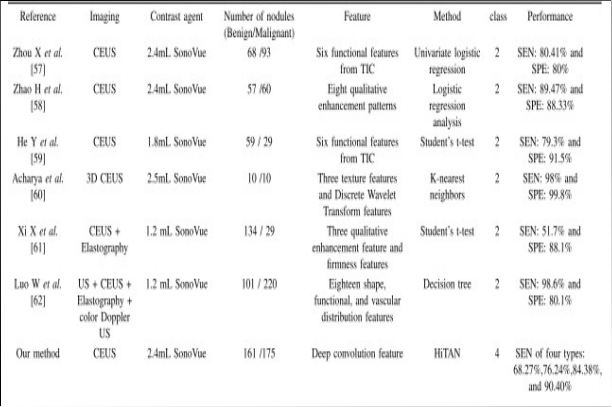 Reference Imaging Contrast agent Number of nodules Feature Method class Performance
(Benign/Malignant)
Zhou X et al. CEUS 2.4mL SonoVue 68 /93 Six functional features Univariate logistic 2 SEN: 80.41% and
[57] from TIC regression SPE: 80%
Zhao H et al. CEUS 2.4mL SonoVue 57 /60 Eight qualitative Logistic 2 SEN: 89.47% and
[58] enhancement patterns regression SPE: 88.33%
analysis
He Y et al. CEUS 1.8mL SonoVue 59 / 29 Six functional features Student's t-test 2 SEN: 79.3% and
[59] from TIC SPE: 91.5%
Acharya et al. 3D CEUS 2.5mL SonoVue 10 /10 Three texture features K-nearest 2 SEN: 98% and
[60] and Discrete Wavelet neighbors SPE: 99.8%
Transform features
Xi X et al. CEUS + 1.2 mL SonoVue 134 / 29 Three qualitative Student's t-test 2 SEN: 51.7% and
[61] Elastography enhancement feature and SPE: 88.1%
firmness features
Luo W et al. US + CEUS + 1.2 mL SonoVue 101 / 220 Eighteen shape, Decision tree 2 SEN: 98.6% and
[62] Elastography + functional, and vascular SPE: 80.1%
color Doppler distribution features
US
Our method CEUS 2.4mL SonoVue 161 /175 Deep convolution feature HiTAN 4 SEN of four types:
68.27%,76.24%,84.38%,
and 90.40%